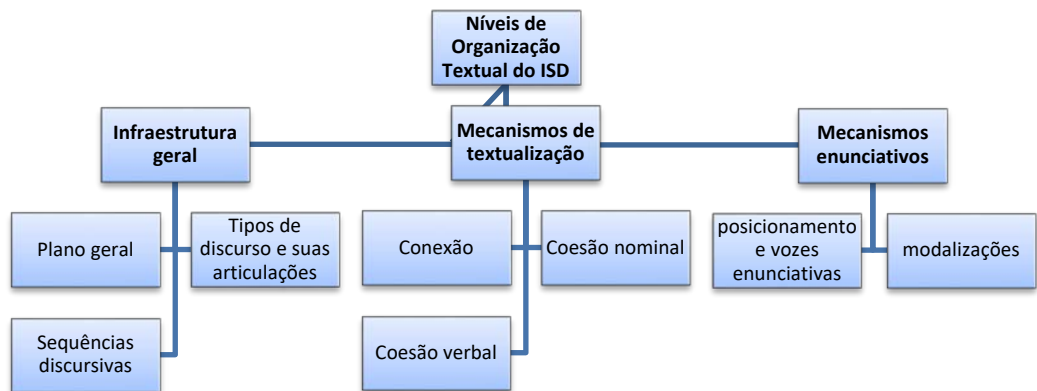 Níveis de
Organização
Textual do ISD
Infraestrutura
geral
Mecanismos de
textualização
Mecanismos
enunciativos
Plano geral
Tipos de
discurso e suas
articulações
Conexão
Coesão nominal
posicionamento
e vozes
enunciativas
modalizações
Sequências
discursivas
Coesão verbal